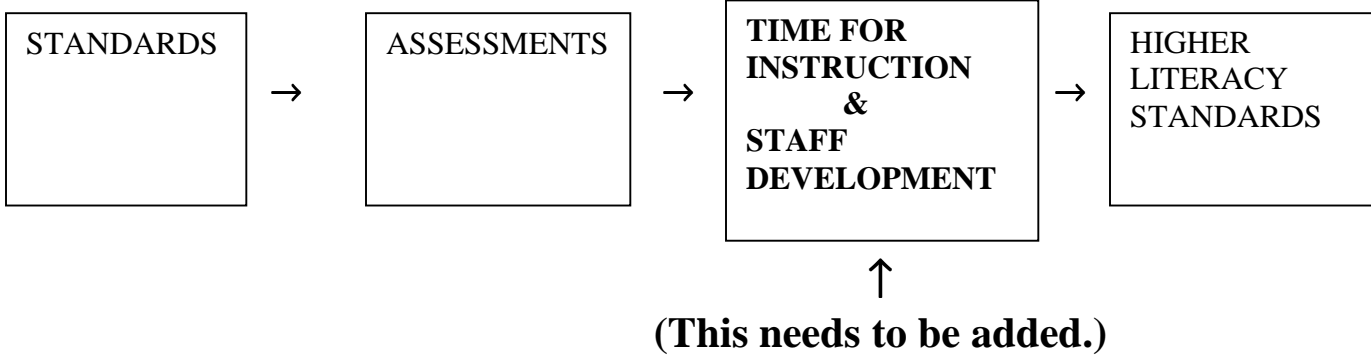 STANDARDS
→
ASSESSMENTS
→
TIME FOR
INSTRUCTION
&
STAFF
DEVELOPMENT
→
HIGHER
LITERACY
STANDARDS
↑
(This needs to be added.)